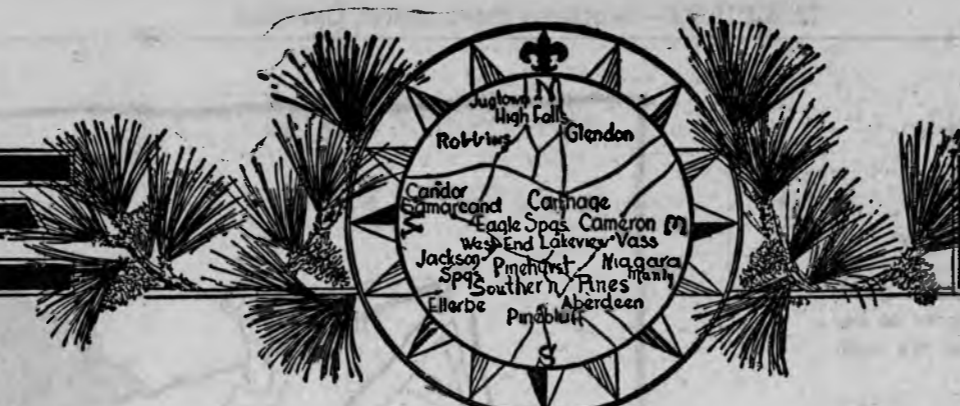 N
Jugtown
High Falls
Robbins Glendon
Candor
Samarcand Carthage
Eagle Spgs Cameron E
W
West End Lakeview Vass
Jackson Spgs Pinehurst Niagara
Manly
Southern Pines
Ellerbe Aberdeen
Pinebluff
S